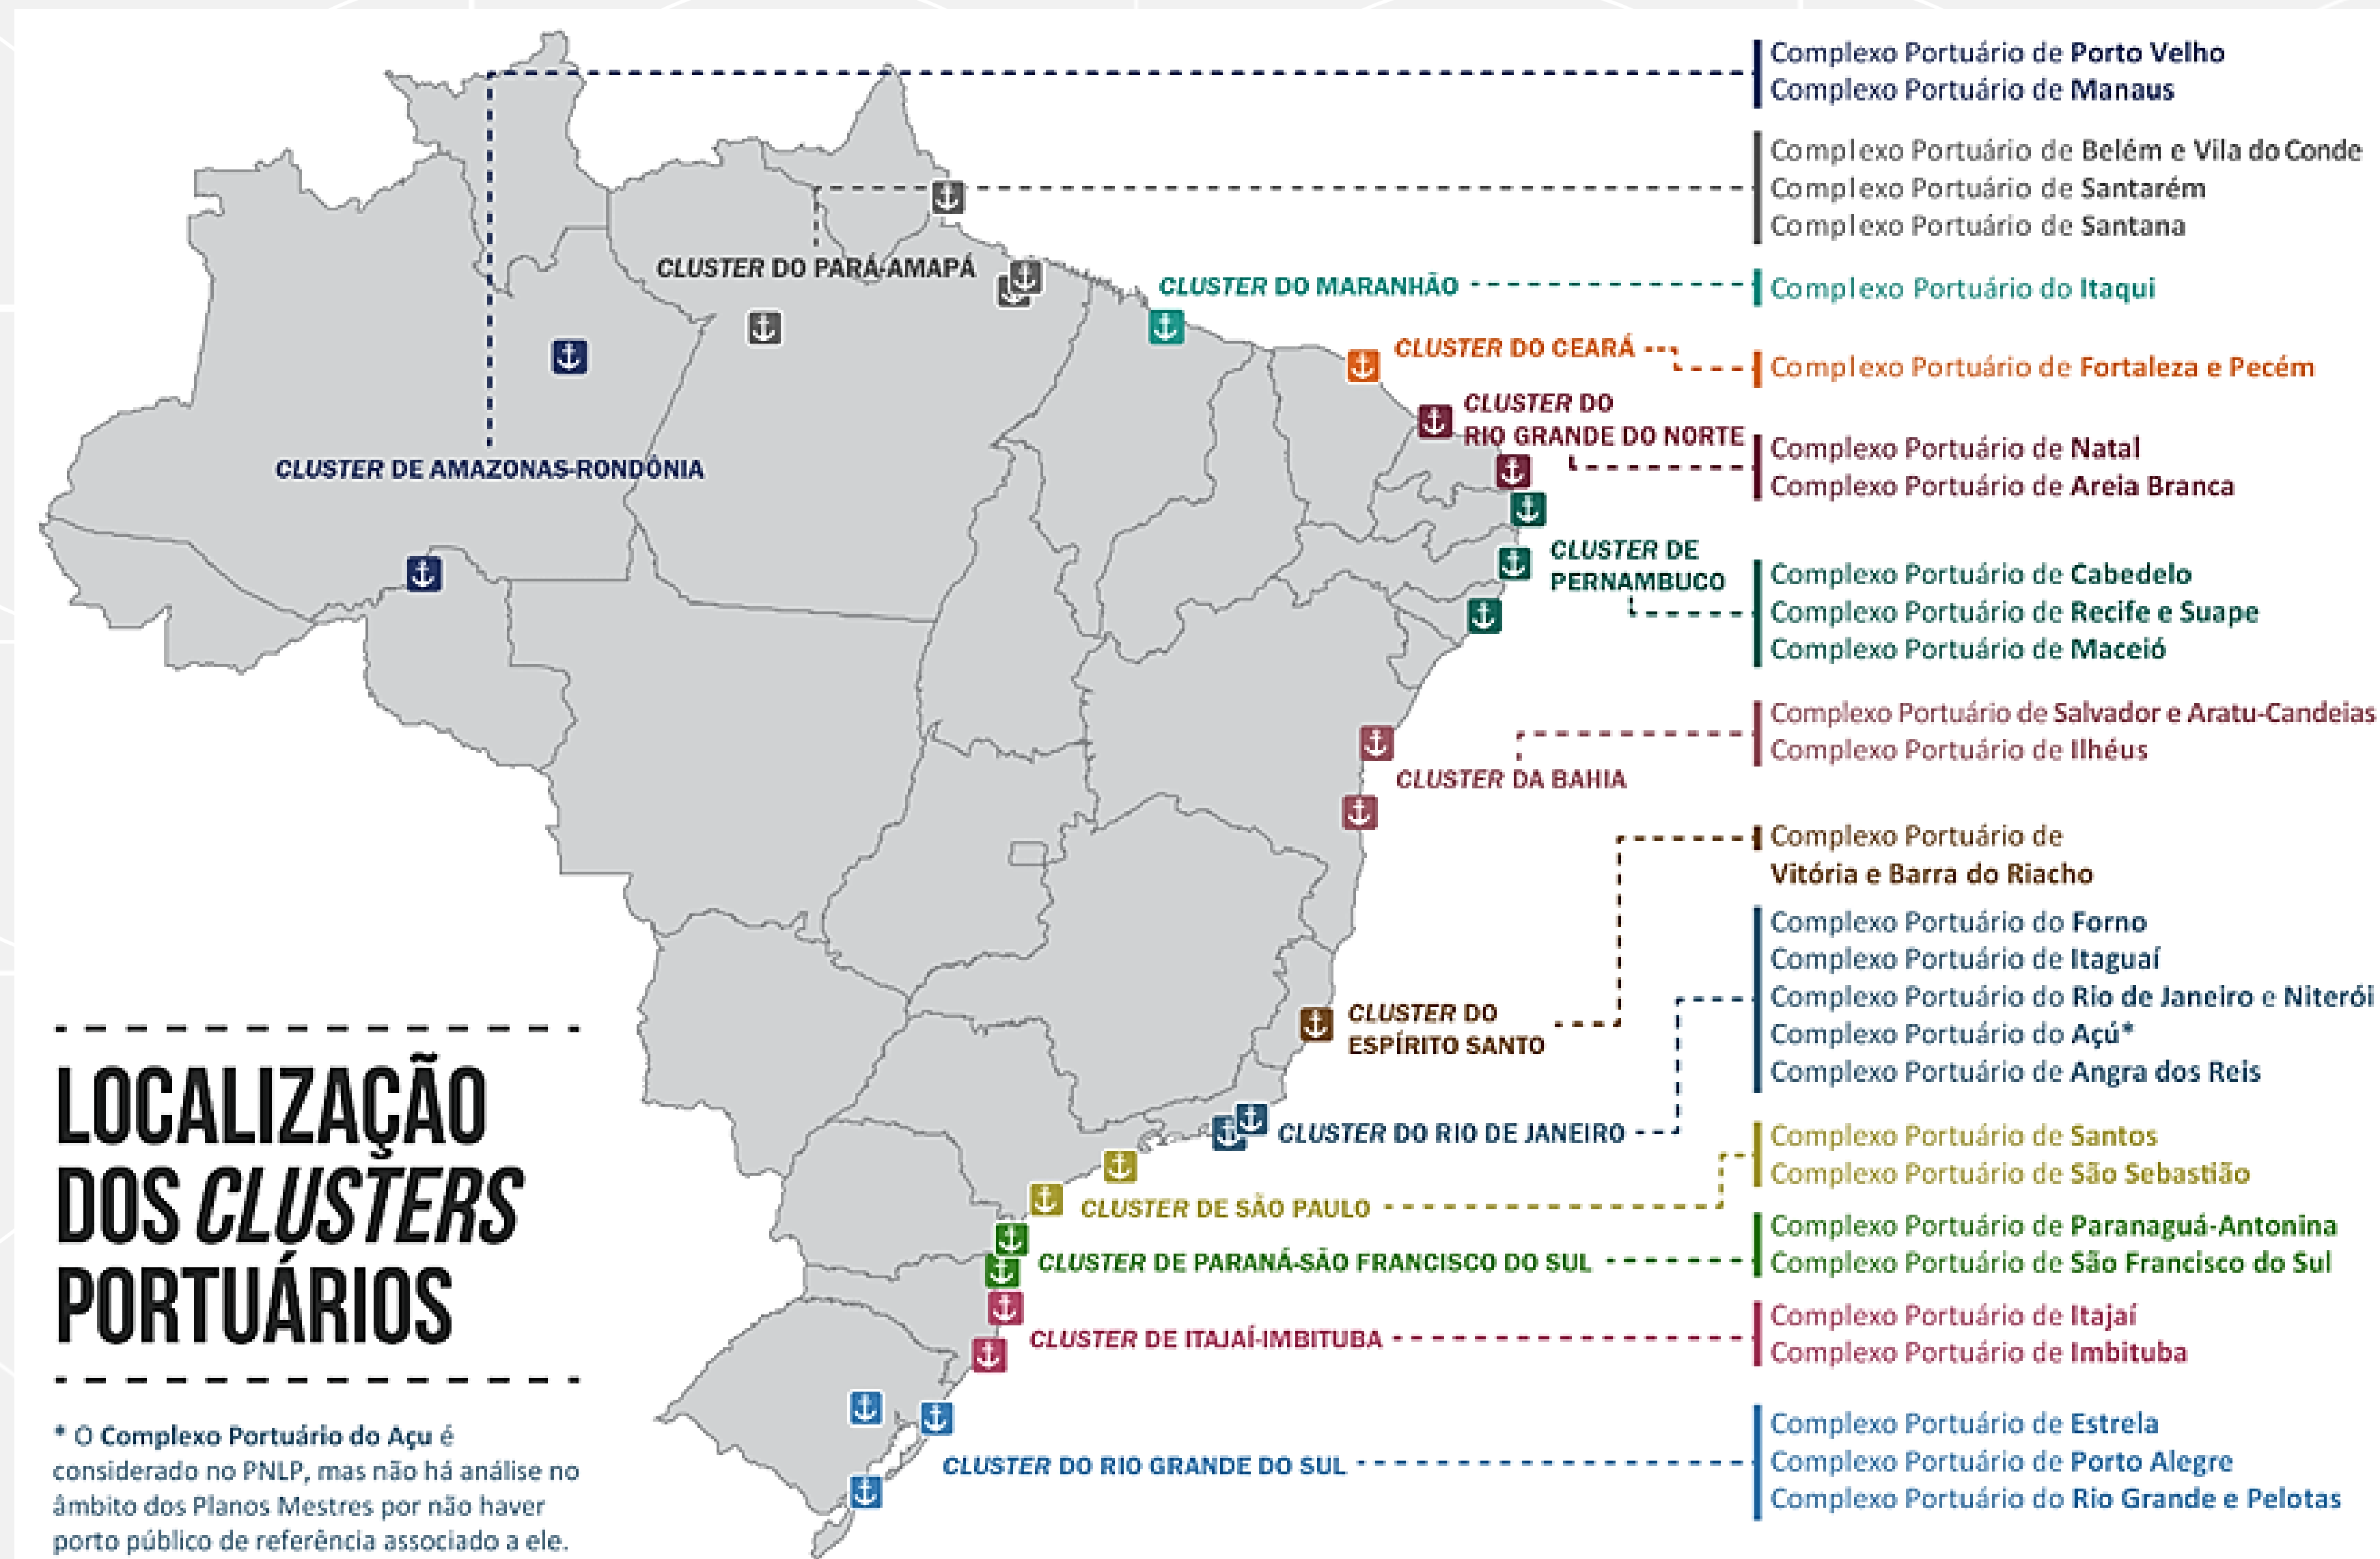 Complexo Portuário de Porto Velho
Complexo Portuário de Manaus
Complexo Portuário de Belém e Vila do Conde
Complexo Portuário de Santarém
Complexo Portuário de Santana
CLUSTER DO PARÁ-AMAPÁ
CLUSTER DO MARANHÃO
Complexo Portuário do Itaqui
CLUSTER DO CEARÁ
Complexo Portuário de Fortaleza e Pecém
CLUSTER DO
RIO GRANDE DO NORTE
Complexo Portuário de Natal
Complexo Portuário de Areia Branca
CLUSTER DE AMAZONAS-RONDÔNIA
CLUSTER DE
PERNAMBUCO
Complexo Portuário de Cabedelo
Complexo Portuário de Recife e Suape
Complexo Portuário de Maceió
Complexo Portuário de Salvador e Aratu-Candeias
Complexo Portuário de Ilhéus
CLUSTER DA BAHIA
Complexo Portuário de
Vitória e Barra do Riacho
CLUSTER DO
ESPÍRITO SANTO
Complexo Portuário do Forno
Complexo Portuário de Itaguaí
Complexo Portuário do Rio de Janeiro e Niterói
Complexo Portuário do Açú*
Complexo Portuário de Angra dos Reis
CLUSTER DO RIO DE JANEIRO
Complexo Portuário de Santos
Complexo Portuário de São Sebastião
CLUSTER DE SÃO PAULO
Complexo Portuário de Paranaguá-Antonina
Complexo Portuário de São Francisco do Sul
CLUSTER DE PARANÁ-SÃO FRANCISCO DO SUL
Complexo Portuário de Itajaí
Complexo Portuário de Imbituba
CLUSTER DE ITAJAÍ-IMBITUBA
Complexo Portuário de Estrela
Complexo Portuário de Porto Alegre
Complexo Portuário do Rio Grande e Pelotas
CLUSTER DO RIO GRANDE DO SUL
LOCALIZAÇÃO
DOS CLUSTERS
PORTUÁRIOS
* O Complexo Portuário do Açu é
considerado no PNLP, mas não há análise no
âmbito dos Planos Mestres por não haver
porto público de referência associado a ele.